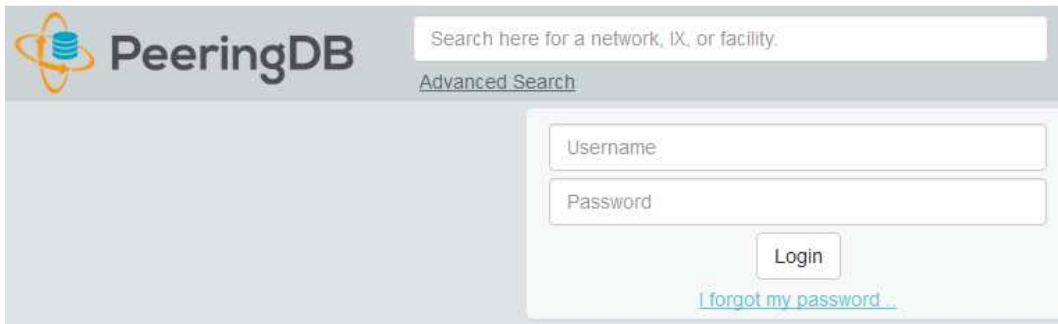 PeeringDB
Search here for a network, IX, or facility.
Advanced Search
Username
Password
Login
I forgot my password ..